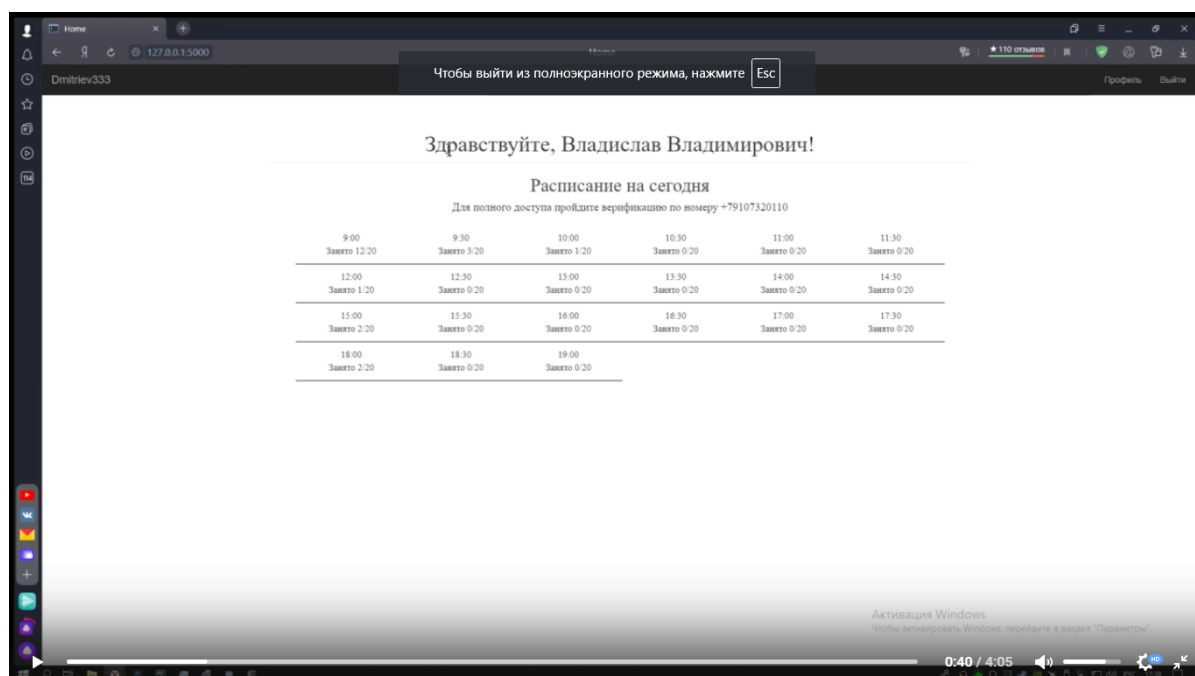 Home
127.0.0.1:5000
Home
★110 отзывов
Dmitriev333
Чтобы выйти из полноэкранного режима, нажмите Esc
Профиль Выйти
114
Здравствуйте, Владислав Владимирович!
Расписание на сегодня
Для полного доступа пройдите верификацию по номеру +79107320110
9:00 9:30 10:00 10:30 11:00 11:30
Занято 12/20 Занято 3/20 Занято 1/20 Занято 0/20 Занято 0/20 Занято 0/20
12:00 12:30 13:00 13:30 14:00 14:30
Занято 1/20 Занято 0/20 Занято 0/20 Занято 0/20 Занято 0/20 Занято 0/20
15:00 15:30 16:00 16:30 17:00 17:30
Занято 2/20 Занято 0/20 Занято 0/20 Занято 0/20 Занято 0/20 Занято 0/20
18:00 18:30 19:00
Занято 2/20 Занято 0/20 Занято 0/20
Активация Windows
Чтобы активировать Windows, перейдите в раздел "Параметры".
0:40 / 4:05 HD